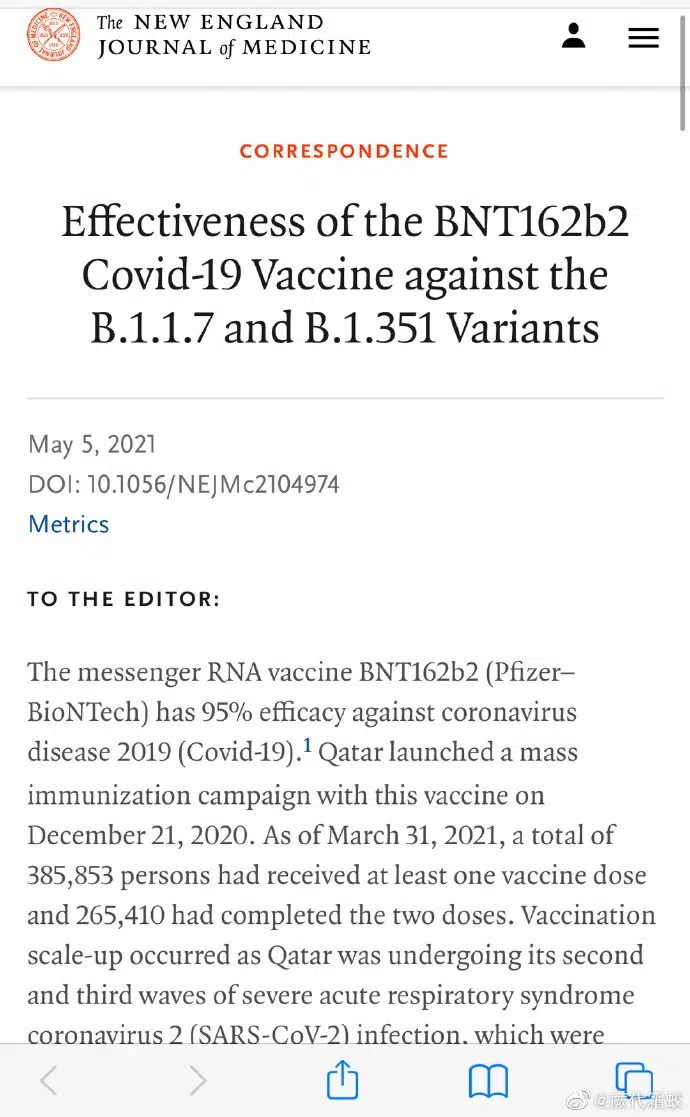 The NEW ENGLAND
JOURNAL of MEDICINE
CORRESPONDENCE
Effectiveness of the BNT162b2
Covid-19 Vaccine against the
B.1.1.7 and B.1.351 Variants
May 5, 2021
DOI: 10.1056/NEJMc2104974
Metrics
TO THE EDITOR:
The messenger RNA vaccine BNT162b2 (Pfizer–
BioNTech) has 95% efficacy against coronavirus
disease 2019 (Covid-19).1 Qatar launched a mass
immunization campaign with this vaccine on
December 21, 2020. As of March 31, 2021, a total of
385,853 persons had received at least one vaccine dose
and 265,410 had completed the two doses. Vaccination
scale-up occurred as Qatar was undergoing its second
and third waves of severe acute respiratory syndrome
coronavirus 2 (SARS-CoV-2) infection, which were